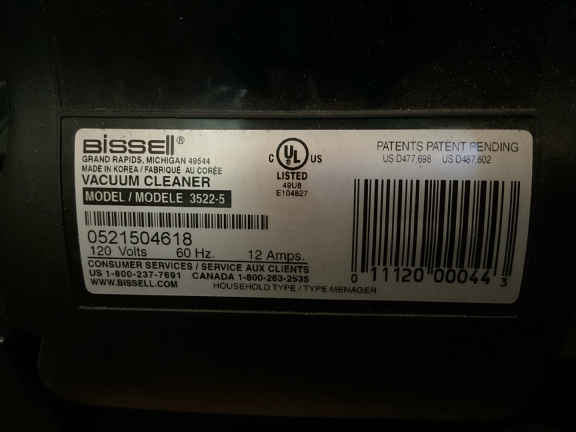 BISSELL®
GRAND RAPIDS, MICHIGAN 49544
MADE IN KOREA / FABRIQUÉ AU CORÉE
VACUUM CLEANER
MODEL / MODELE 3522-5
0521504618
120 Volts 60 Hz. 12 Amps.
CONSUMER SERVICES / SERVICE AUX CLIENTS
US 1-800-237-7691 CANADA 1-800-263-2535
WWW.BISSELL.COM
HOUSEHOLD TYPE / TYPE MENAGER
C UL US
®
LISTED
49U8
E104827
PATENTS PATENT PENDING
US D477,698 US D487,602
0 11120 00044 3